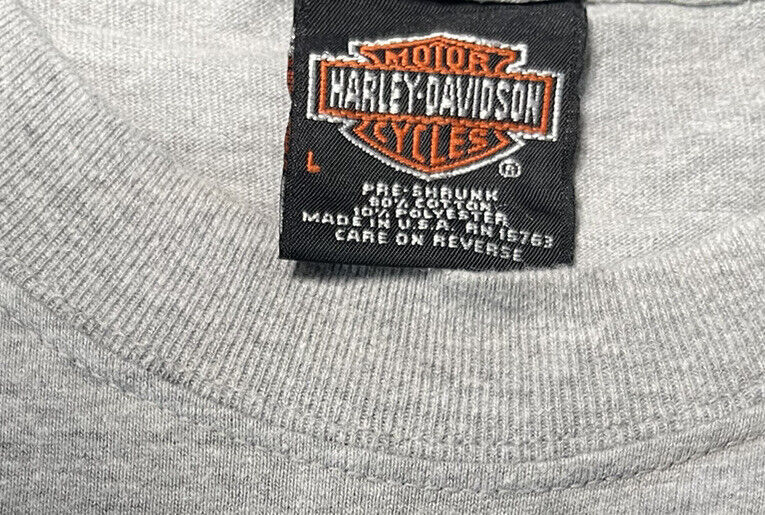 MOTOR
HARLEY-DAVIDSON
CYCLES
®
L
PRE-SHRUNK
90% COTTON
10% POLYESTER
MADE IN U.S.A. RN 15763
CARE ON REVERSE